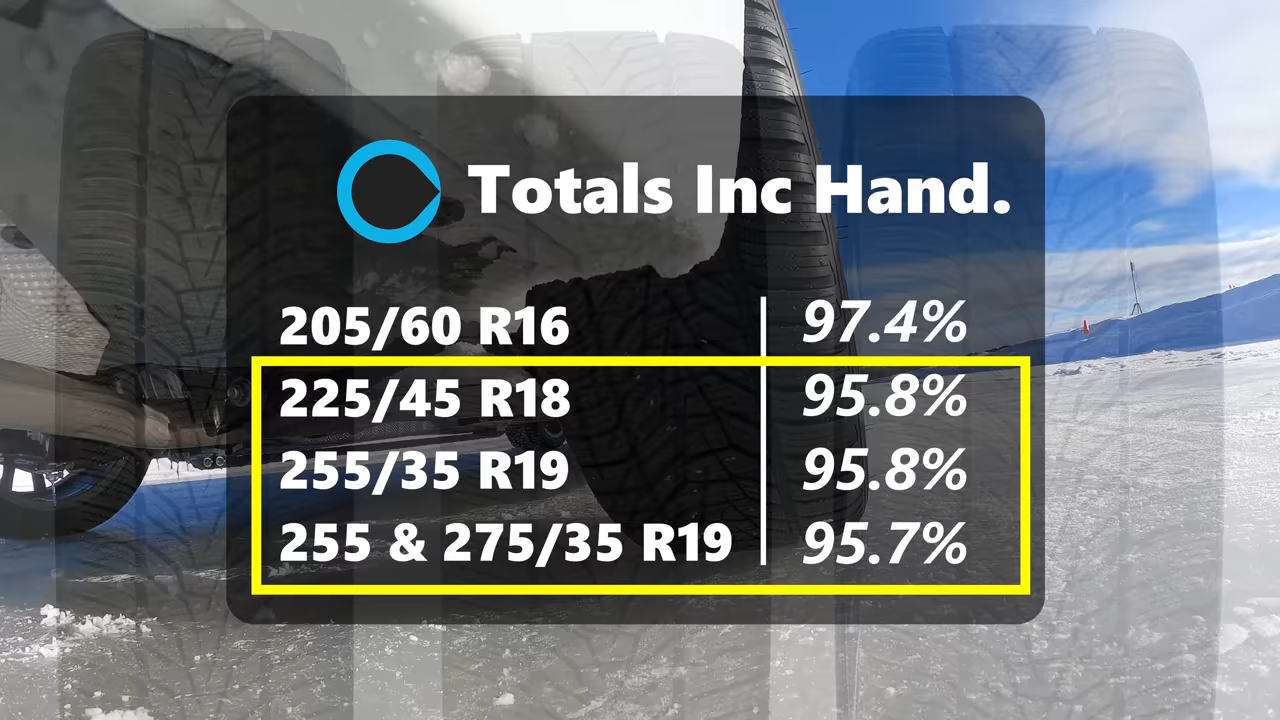 Totals Inc Hand.
205/60 R16 97.4%
225/45 R18 95.8%
255/35 R19 95.8%
255 & 275/35 R19 95.7%